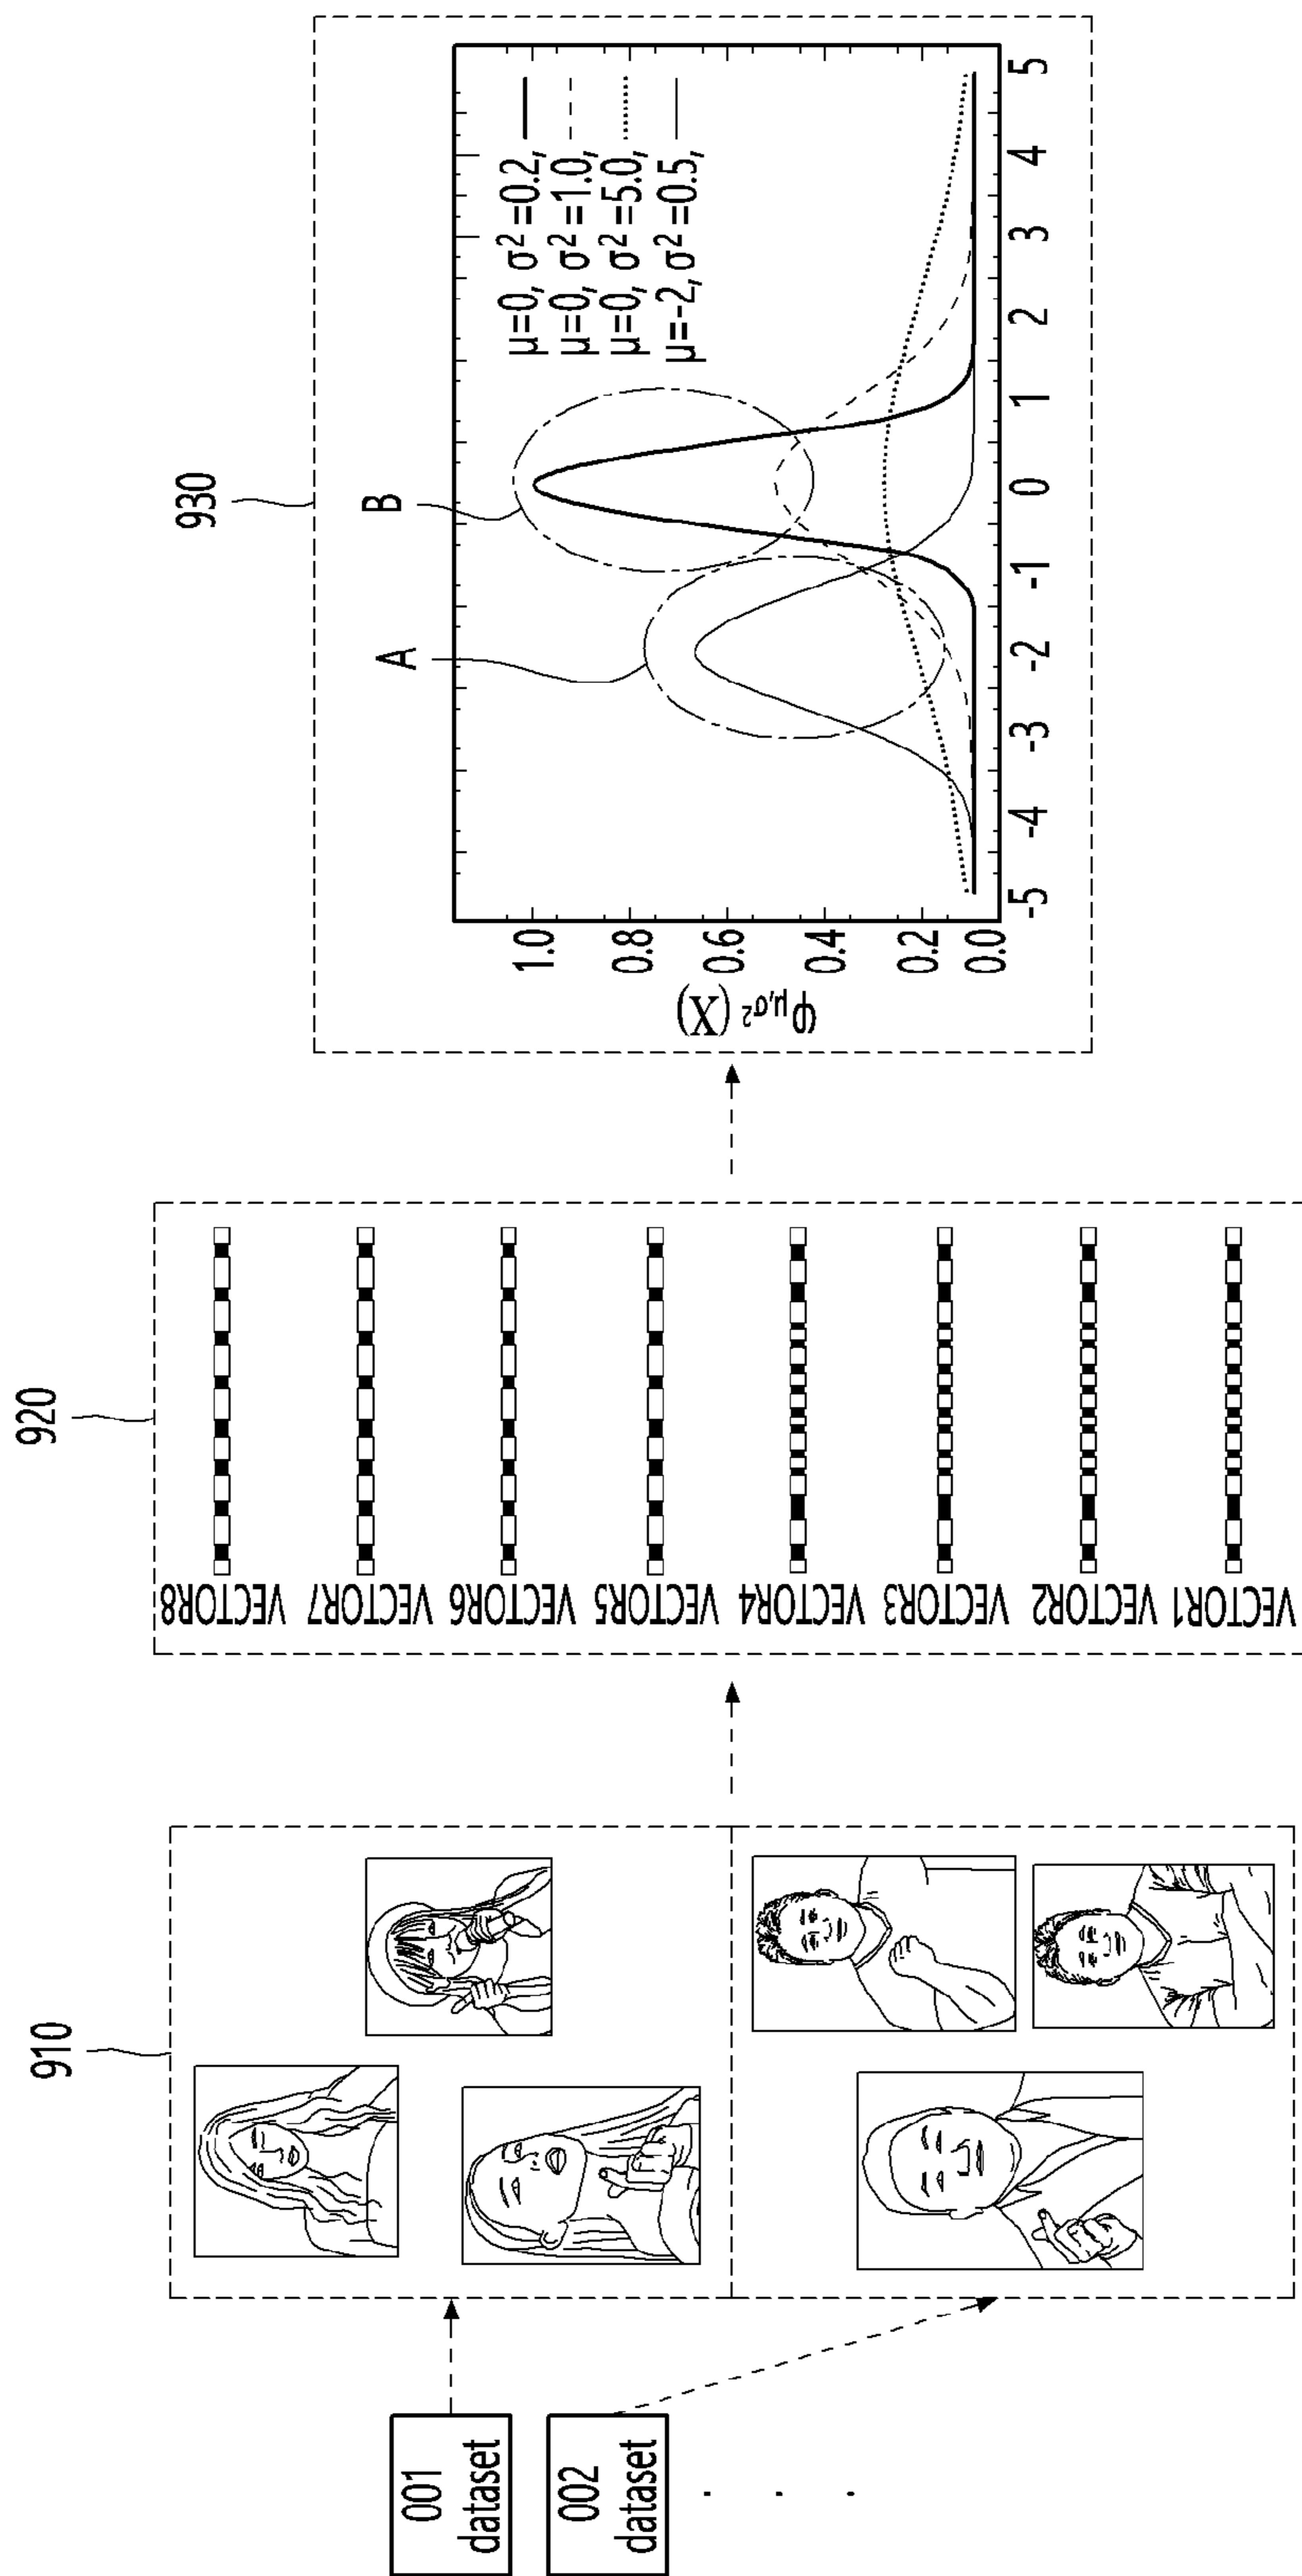 910
920
930
001
dataset
002
dataset
.
.
.
VECTOR8
VECTOR7
VECTOR6
VECTOR5
VECTOR4
VECTOR3
VECTOR2
VECTOR1
A
B
μ=0, σ²=0.2,
μ=0, σ²=1.0,
μ=0, σ²=5.0,
μ=-2, σ²=0.5,
φμ,σ² (X)
1.0
0.8
0.6
0.4
0.2
0.0
-5 -4 -3 -2 -1 0 1 2 3 4 5